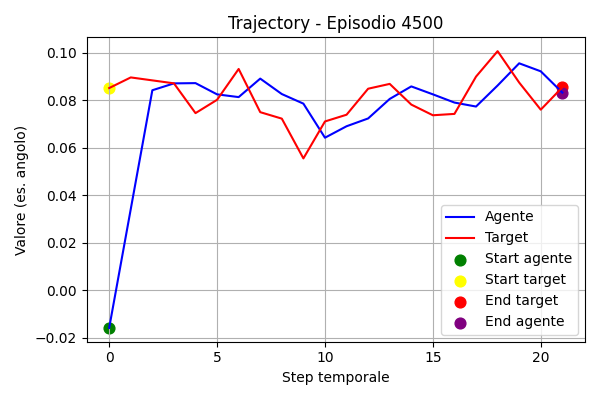 Trajectory - Episodio 4500
Valore (es. angolo)
0.10
0.08
0.06
0.04
0.02
0.00
−0.02
0
5
10
15
20
Step temporale
Agente
Target
Start agente
Start target
End target
End agente